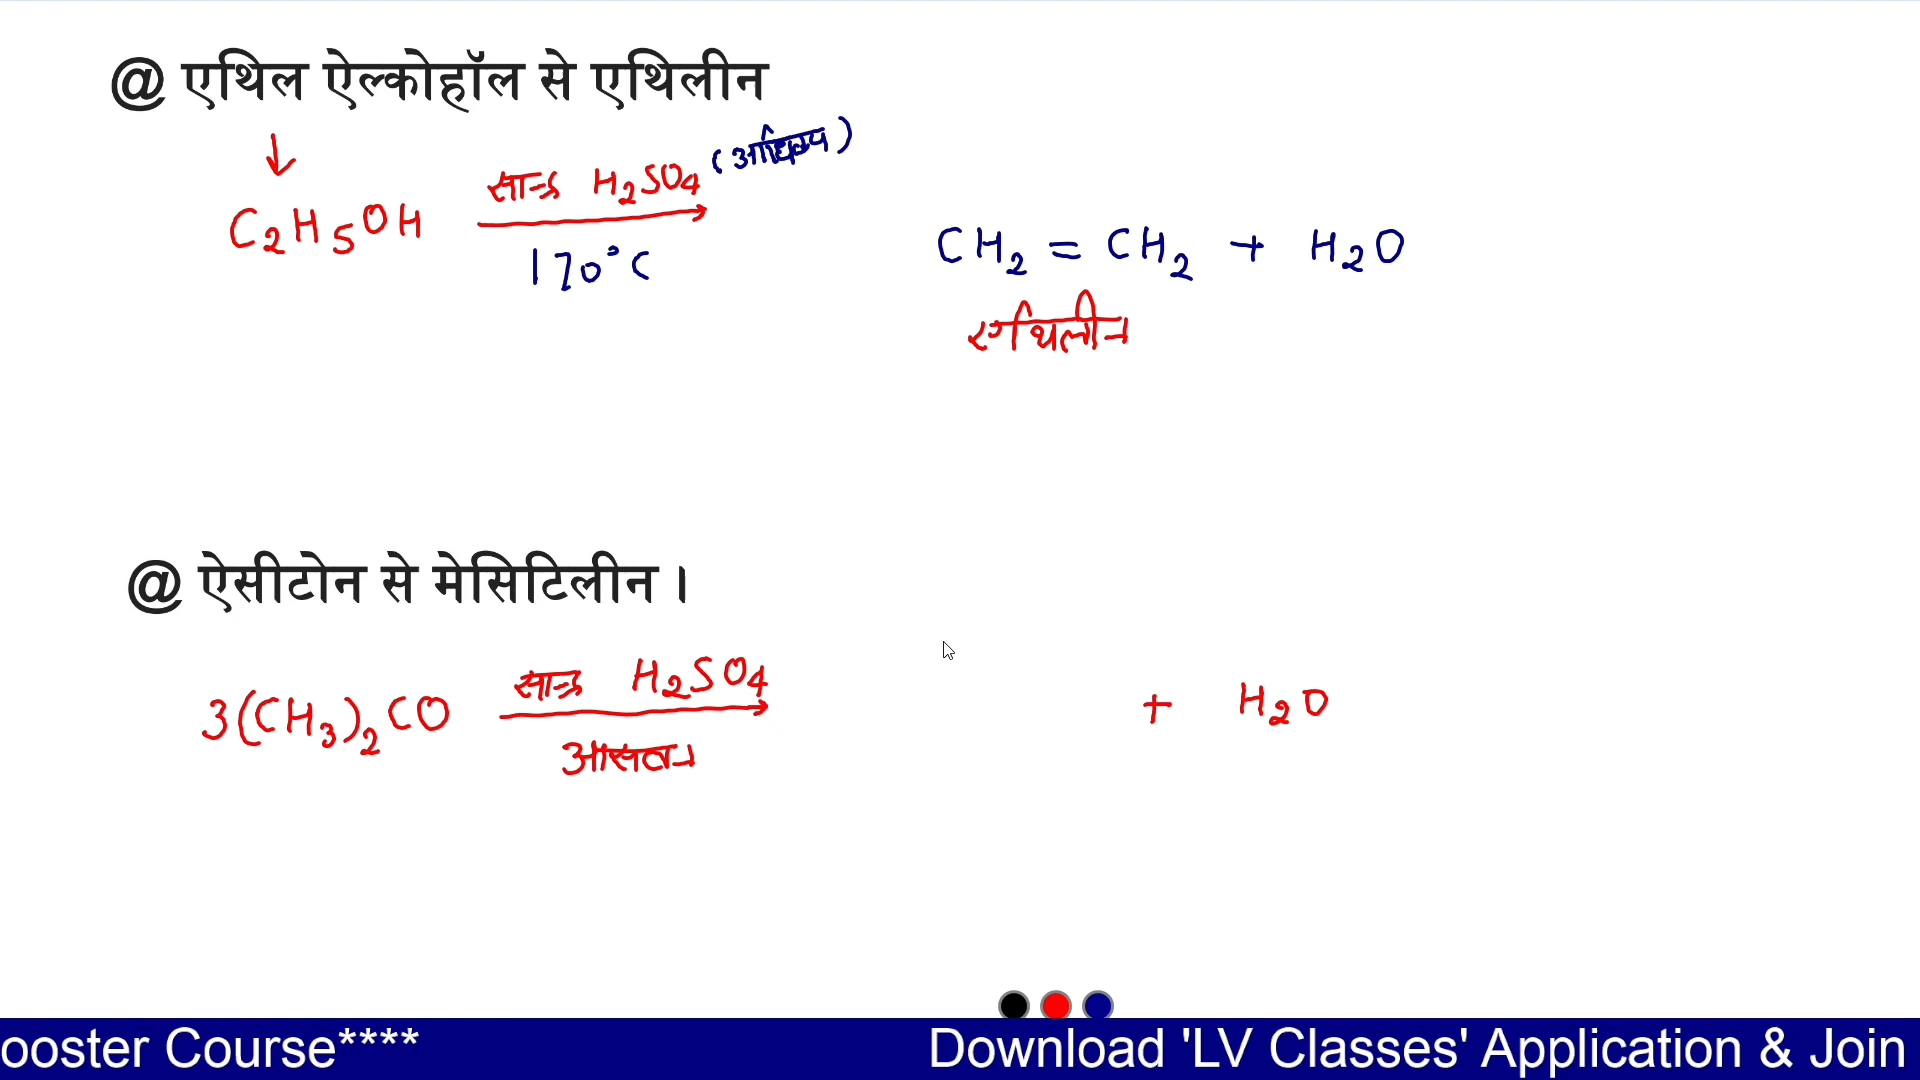 @ एथिल ऐल्कोहॉल से एथिलीन
↓
C₂H₅OH सान्द्र H₂SO₄ (आधिक्य) → 170°C CH₂ = CH₂ + H₂O
एथिलीन
@ ऐसीटोन से मेसिटिलीन ।
3(CH₃)₂CO सान्द्र H₂SO₄ → आसवन + H₂O
ooster Course**** Download 'LV Classes' Application & Join